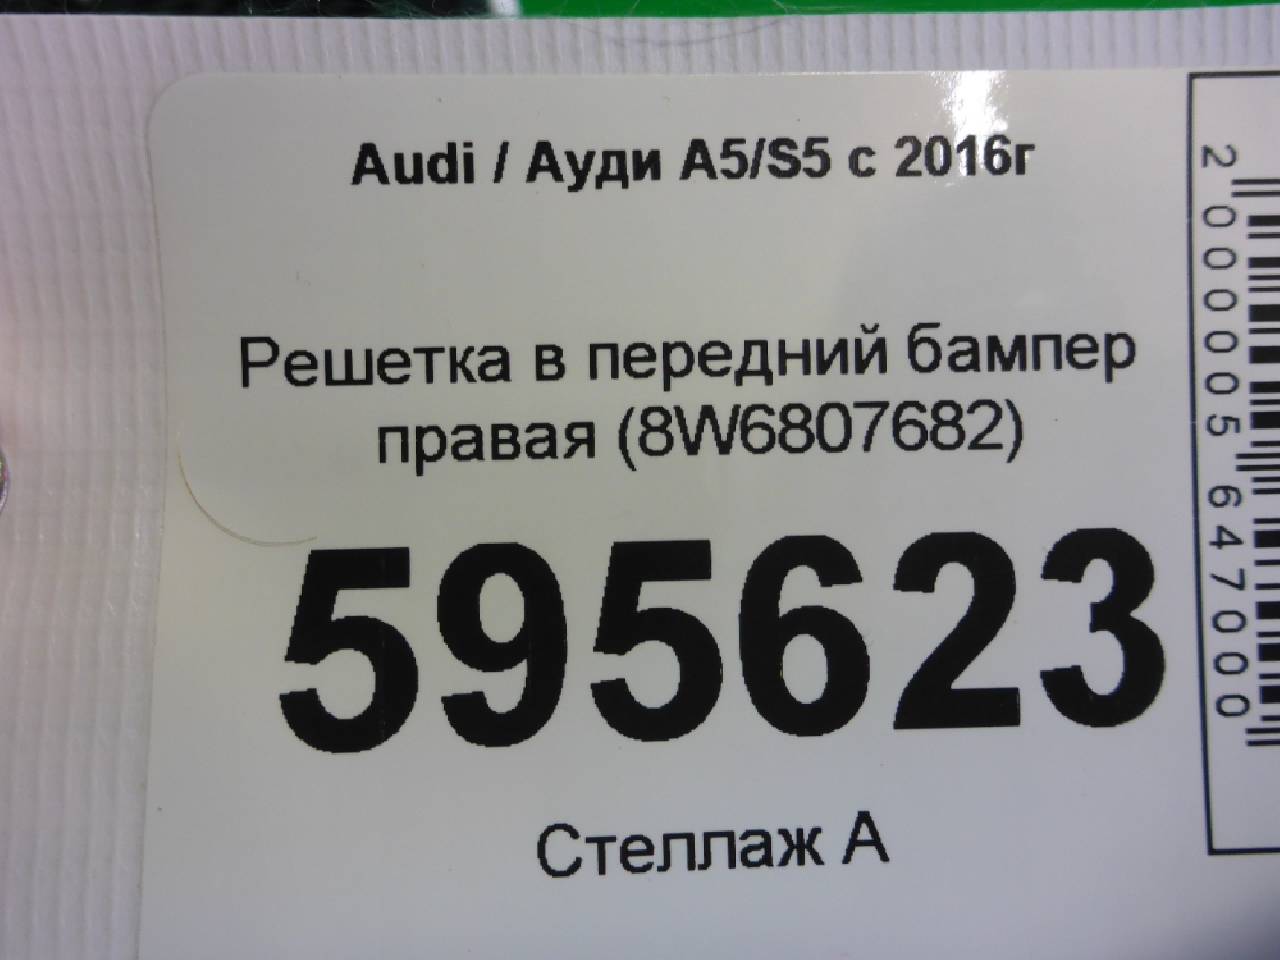 Audi / Ауди A5/S5 с 2016г
Решетка в передний бампер
правая (8W6807682)
595623
Стеллаж А
2000005647000